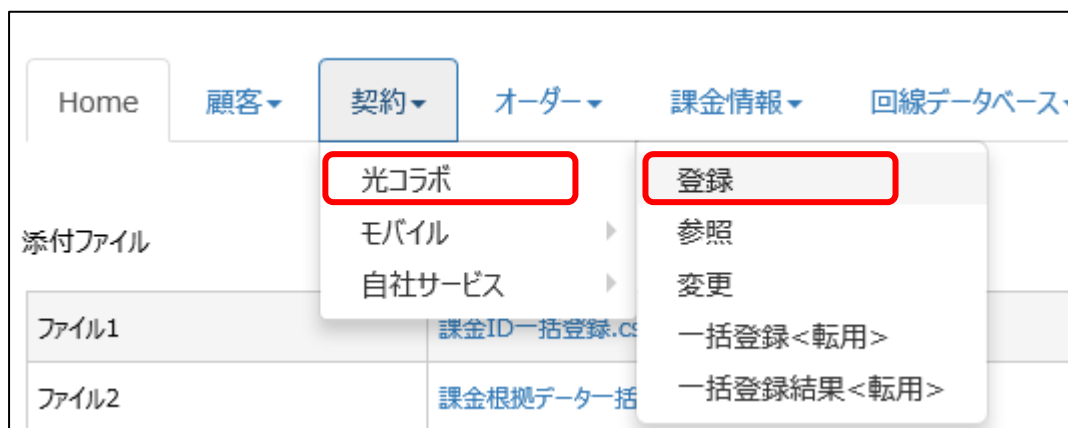 Home 顧客 契約 オーダー 課金情報 回線データベース
光コラボ 登録
モバイル 参照
添付ファイル
自社サービス 変更
ファイル1 課金ID一括登録.cs 一括登録<転用>
ファイル2 課金根拠データ一括 一括登録結果<転用>